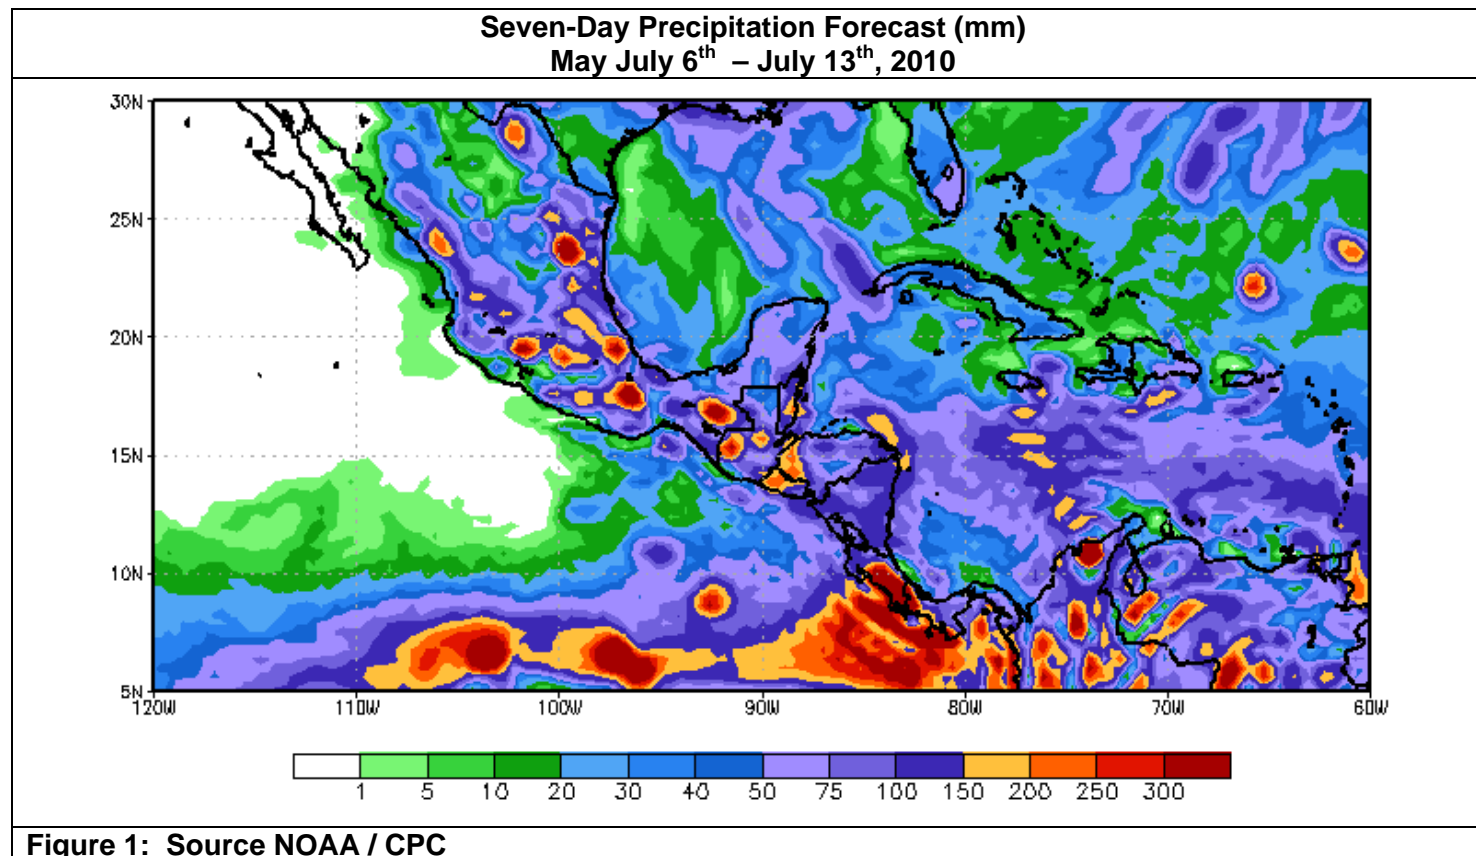 Seven-Day Precipitation Forecast (mm)
May July 6th – July 13th, 2010
30N
25N
20N
15N
10N
5N
120W 110W 100W 90W 80W 70W 60W
1 5 10 20 30 40 50 75 100 150 200 250 300
Figure 1: Source NOAA / CPC